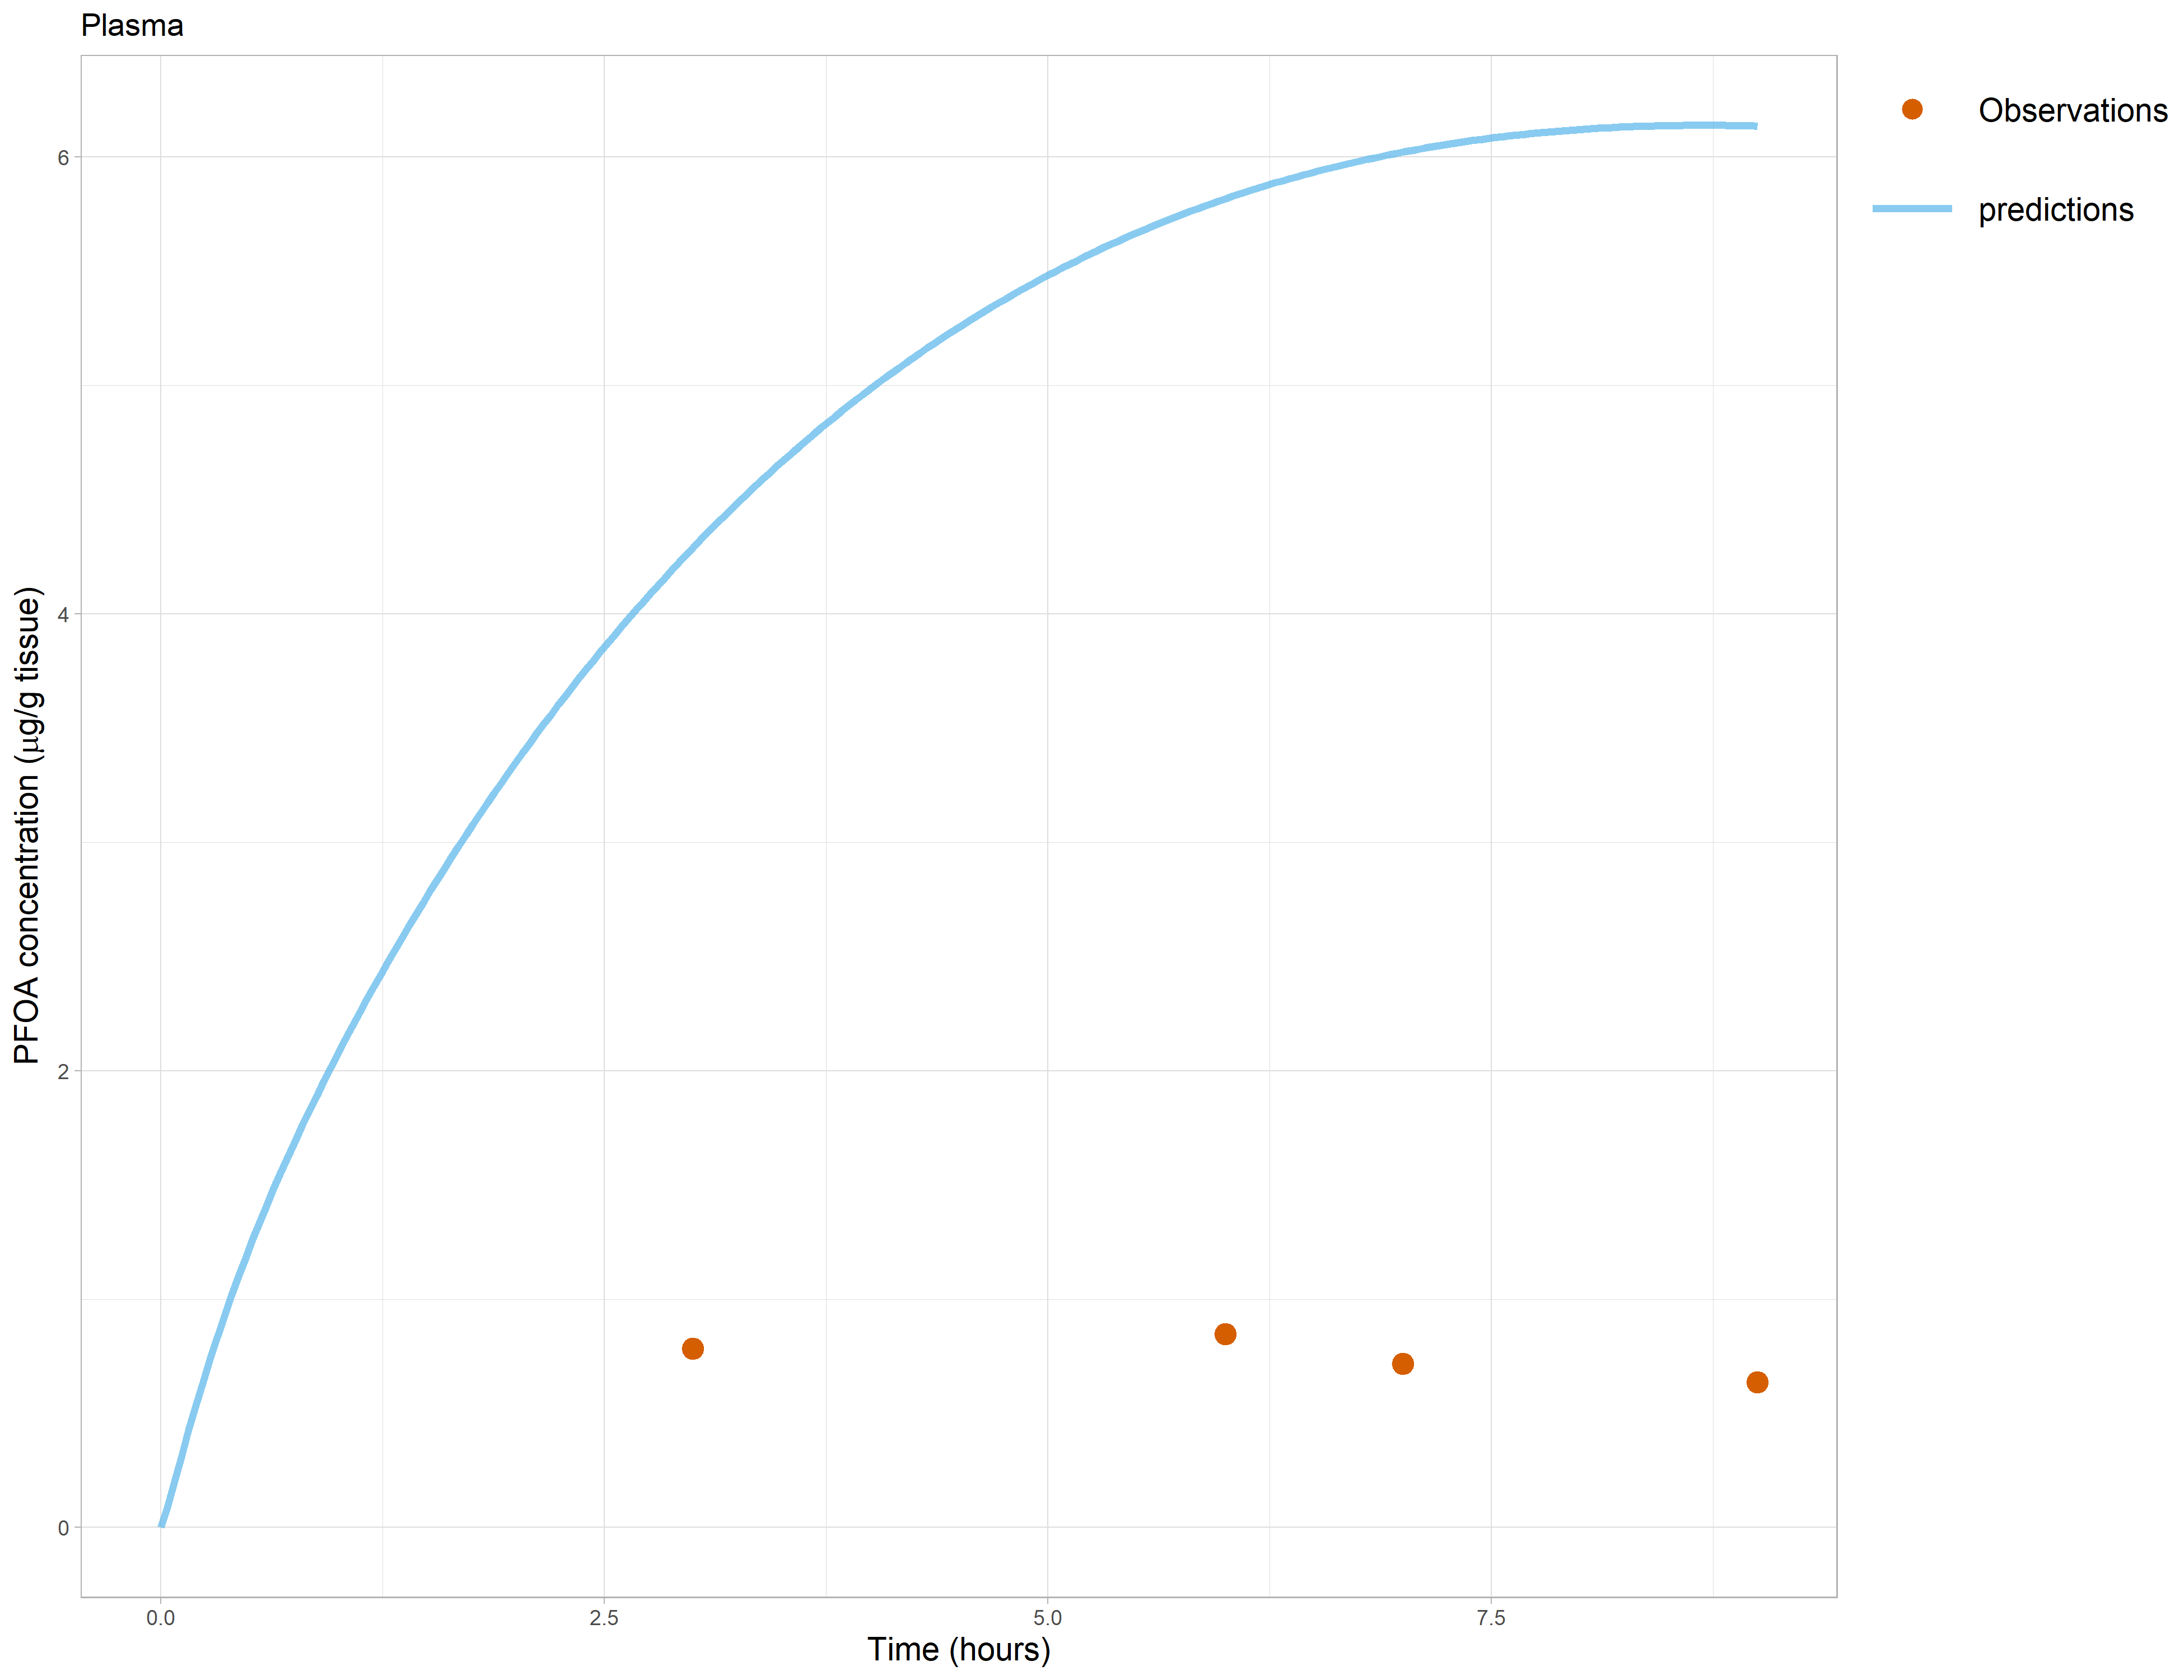 Plasma
Observations
predictions
PFOA concentration (μg/g tissue)
6
4
2
0
0.0 2.5 5.0 7.5
Time (hours)